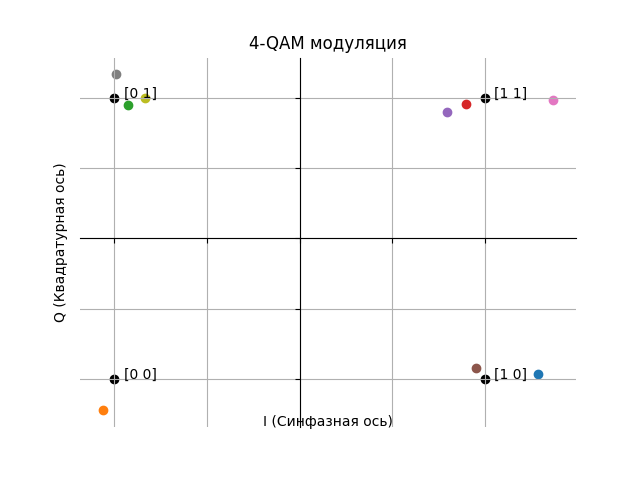 4-QAM модуляция
[0 1]
[1 1]
Q (Квадратурная ось)
[0 0]
[1 0]
I (Синфазная ось)